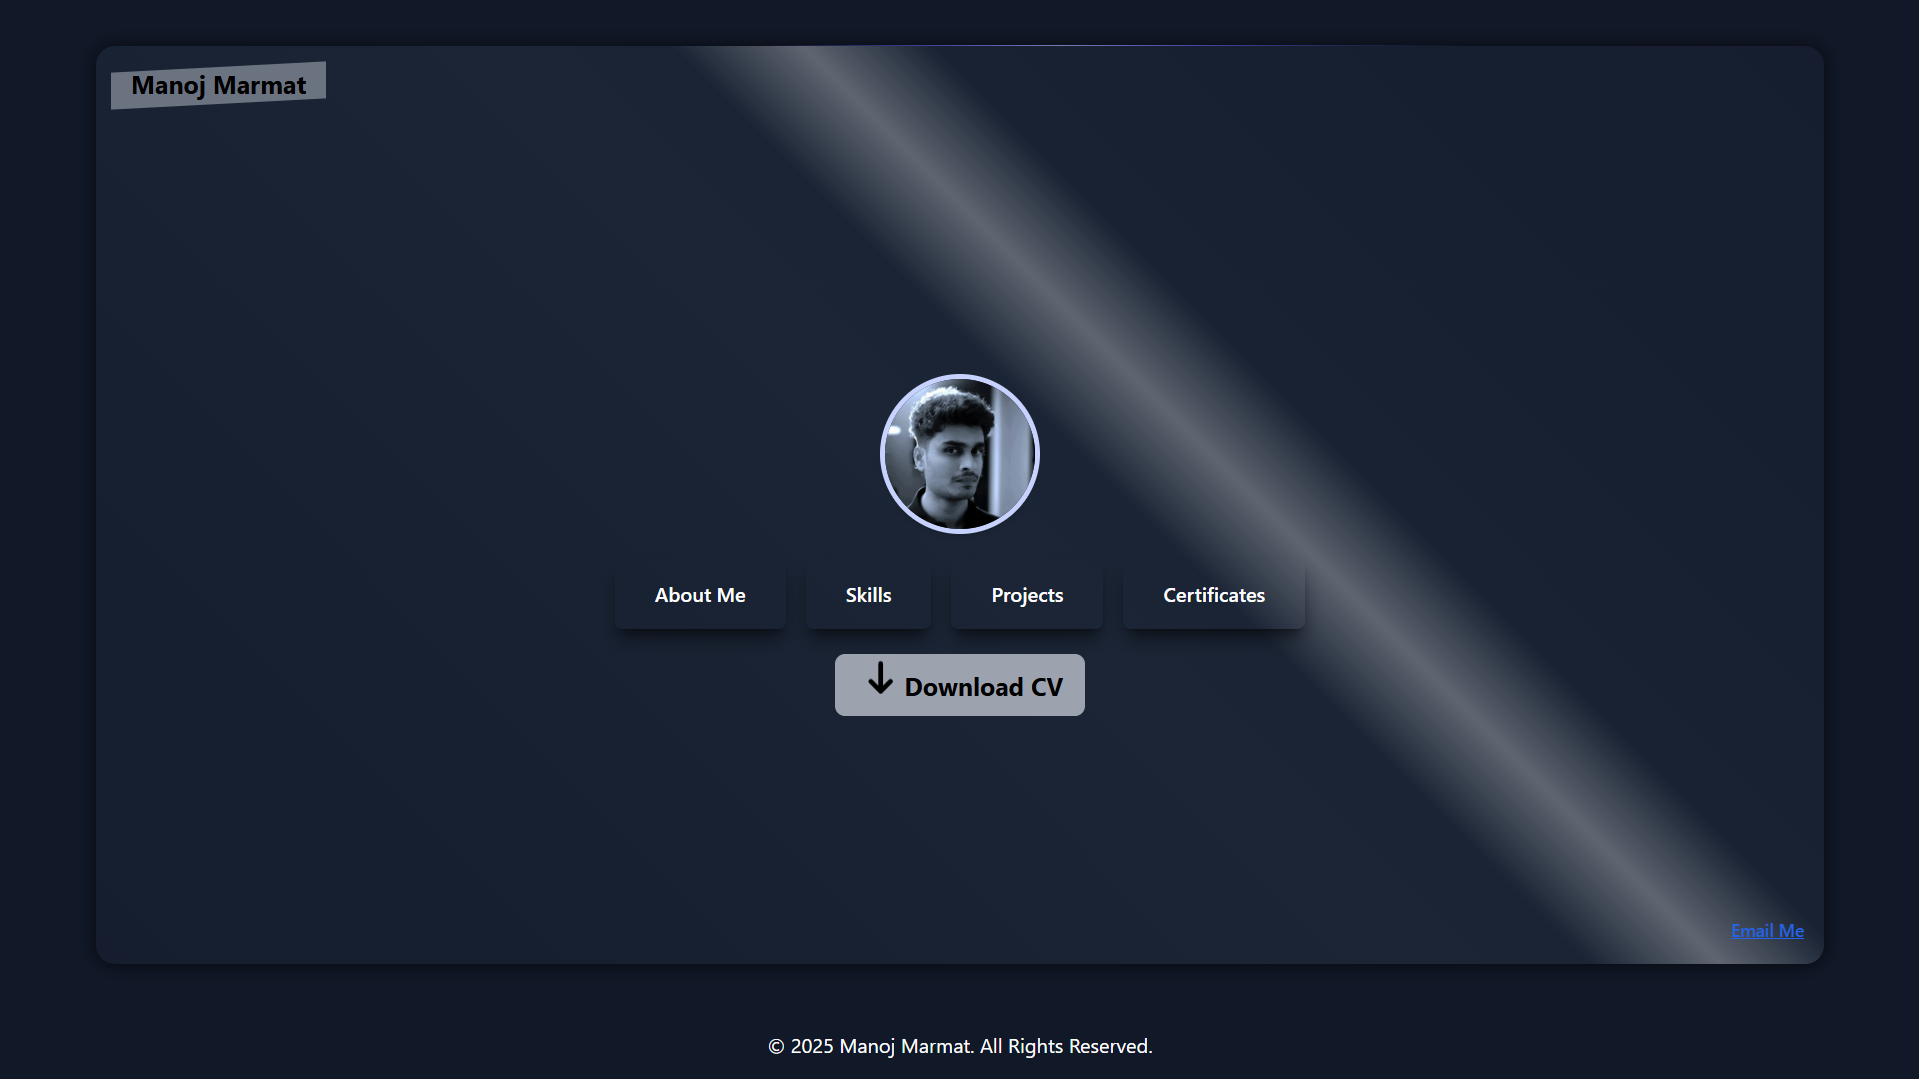 Manoj Marmat
About Me
Skills
Projects
Certificates
Download CV
Email Me
© 2025 Manoj Marmat. All Rights Reserved.